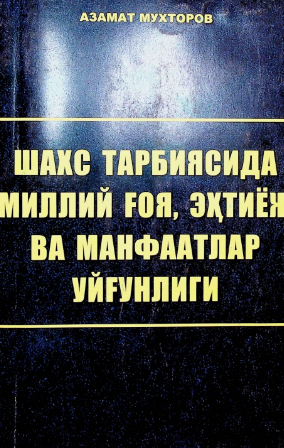 АЗАМАТ МУХТОРОВ
ШАХС ТАРБИЯСИДА
МИЛЛИЙ ҒОЯ, ЭҲТИЁЖ
ВА МАНФААТЛАР
УЙҒУНЛИГИ